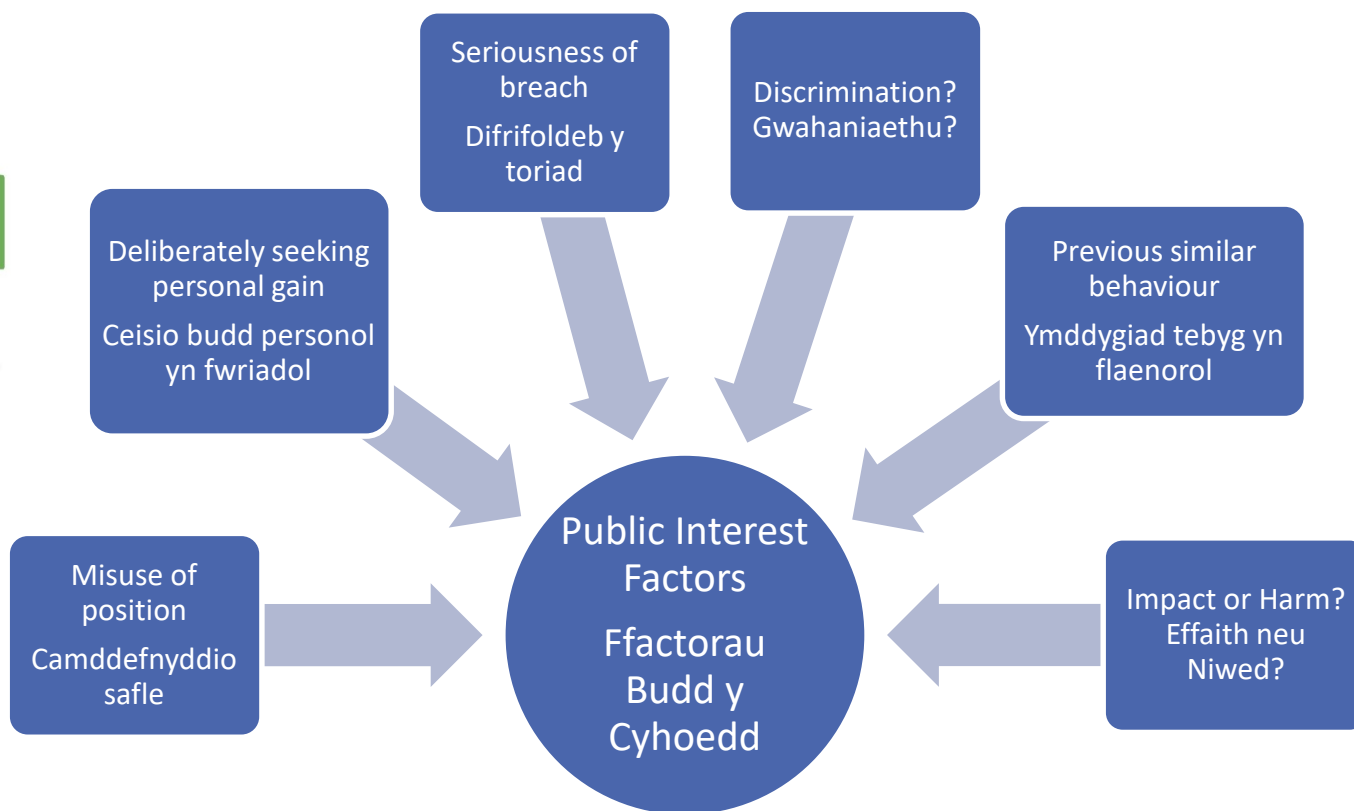 Seriousness of
breach
Difrifoldeb y
toriad
Discrimination?
Gwahaniaethu?
Deliberately seeking
personal gain
Ceisio budd personol
yn fwriadol
Previous similar
behaviour
Ymddygiad tebyg yn
flaenorol
Misuse of
position
Camddefnyddio
safle
Public Interest
Factors
Ffactorau
Budd y
Cyhoedd
Impact or Harm?
Effaith neu
Niwed?